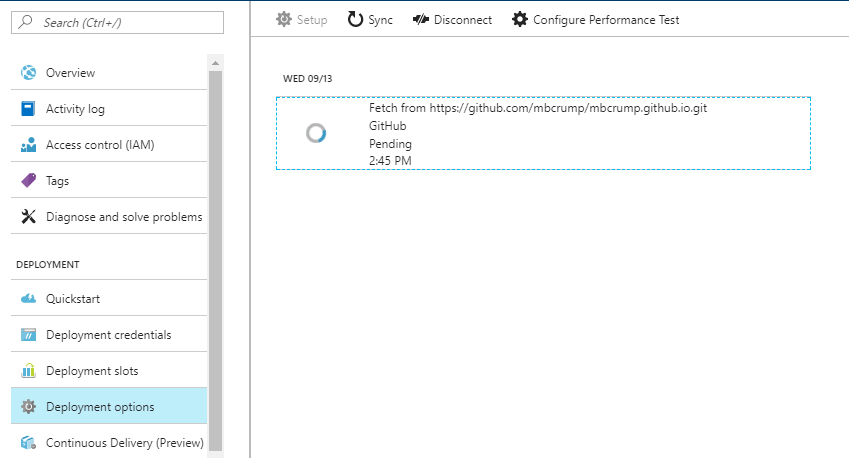 Search (Ctrl+/)
Overview
Activity log
Access control (IAM)
Tags
Diagnose and solve problems
DEPLOYMENT
Quickstart
Deployment credentials
Deployment slots
Deployment options
Continuous Delivery (Preview)
Setup Sync Disconnect Configure Performance Test
WED 09/13
Fetch from https://github.com/mbcrump/mbcrump.github.io.git
GitHub
Pending
2:45 PM